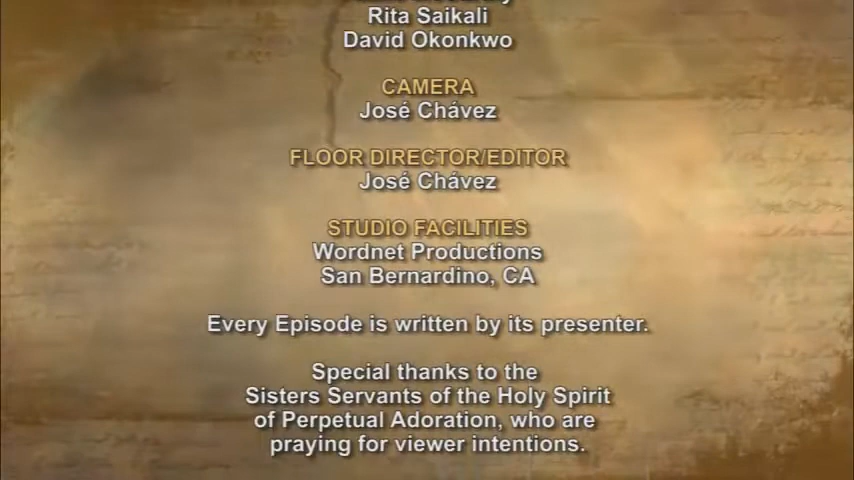 Rita Saikali
David Okonkwo
CAMERA
José Chávez
FLOOR DIRECTOR/EDITOR
José Chávez
STUDIO FACILITIES
Wordnet Productions
San Bernardino, CA
Every Episode is written by its presenter.
Special thanks to the
Sisters Servants of the Holy Spirit
of Perpetual Adoration, who are
praying for viewer intentions.